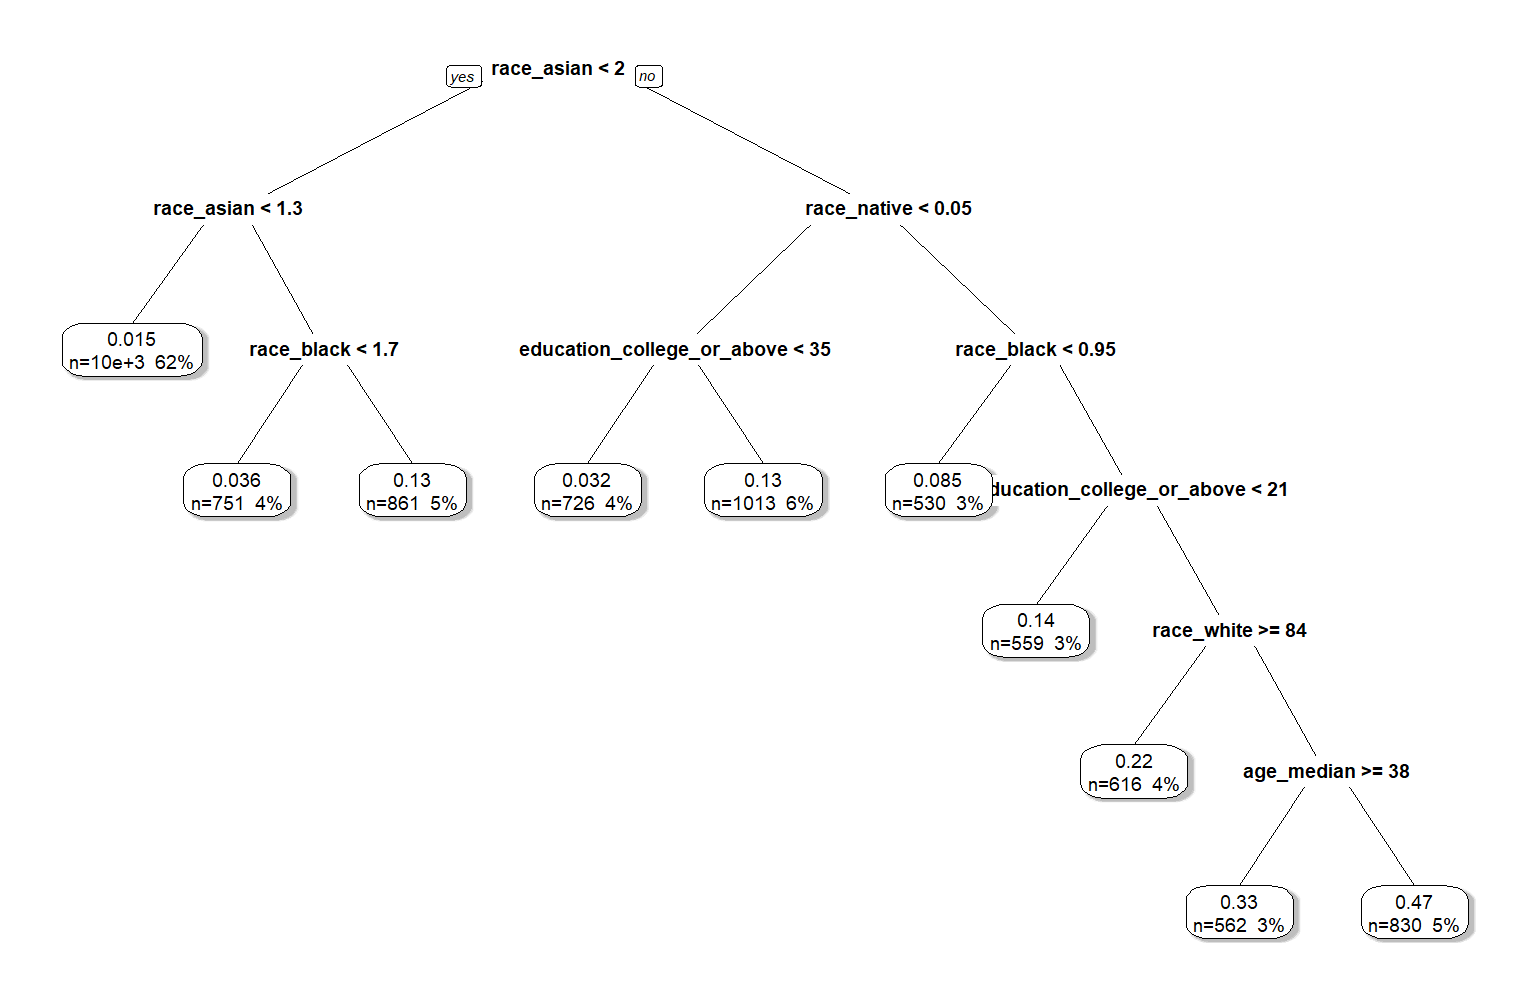 yes race_asian < 2 no
race_asian < 1.3
race_native < 0.05
0.015
n=10e+3 62%
race_black < 1.7
education_college_or_above < 35
race_black < 0.95
0.036
n=751 4%
0.13
n=861 5%
0.032
n=726 4%
0.13
n=1013 6%
0.085
n=530 3%
ducation_college_or_above < 21
0.14
n=559 3%
race_white >= 84
0.22
n=616 4%
age_median >= 38
0.33
n=562 3%
0.47
n=830 5%